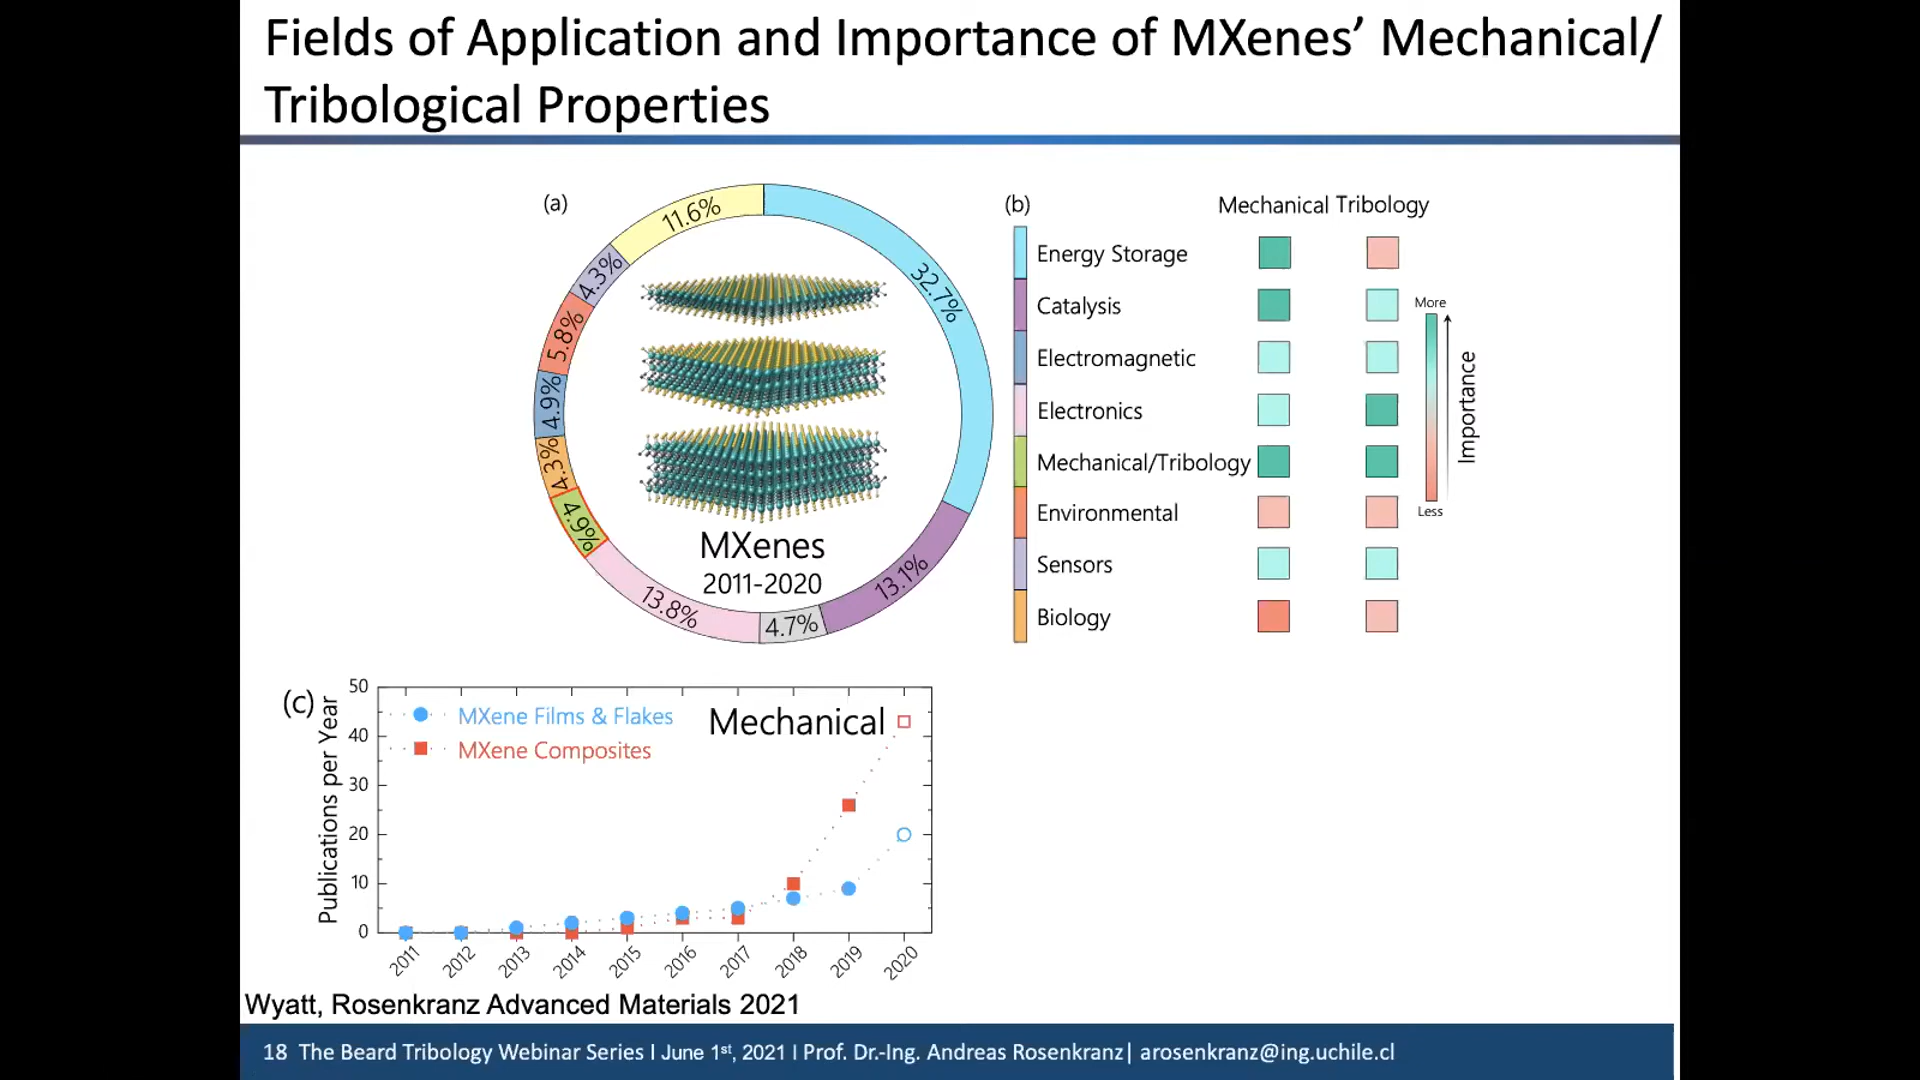 Fields of Application and Importance of MXenes’ Mechanical/
Tribological Properties
(a)
11.6%
32.7%
4.3%
5.8%
4.9%
4.3%
4.9%
13.8%
4.7%
13.1%
MXenes
2011-2020
(b)
Mechanical Tribology
Energy Storage
Catalysis
Electromagnetic
Electronics
Mechanical/Tribology
Environmental
Sensors
Biology
More
Importance
Less
(c)
Publications per Year
50
40
30
20
10
0
MXene Films & Flakes
MXene Composites
Mechanical
2011
2012
2013
2014
2015
2016
2017
2018
2019
2020
Wyatt, Rosenkranz Advanced Materials 2021
18 The Beard Tribology Webinar Series I June 1st, 2021 I Prof. Dr.-Ing. Andreas Rosenkranz| arosenkranz@ing.uchile.cl